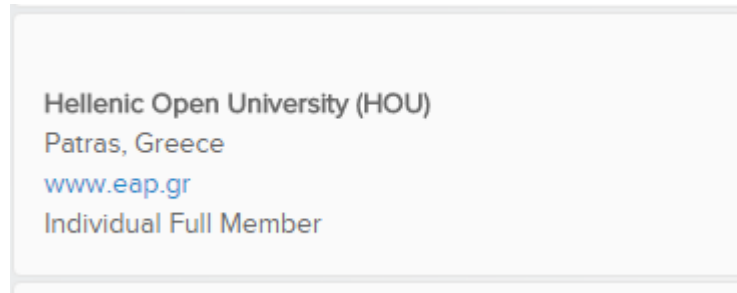 Hellenic Open University (HOU)
Patras, Greece
www.eap.gr
Individual Full Member